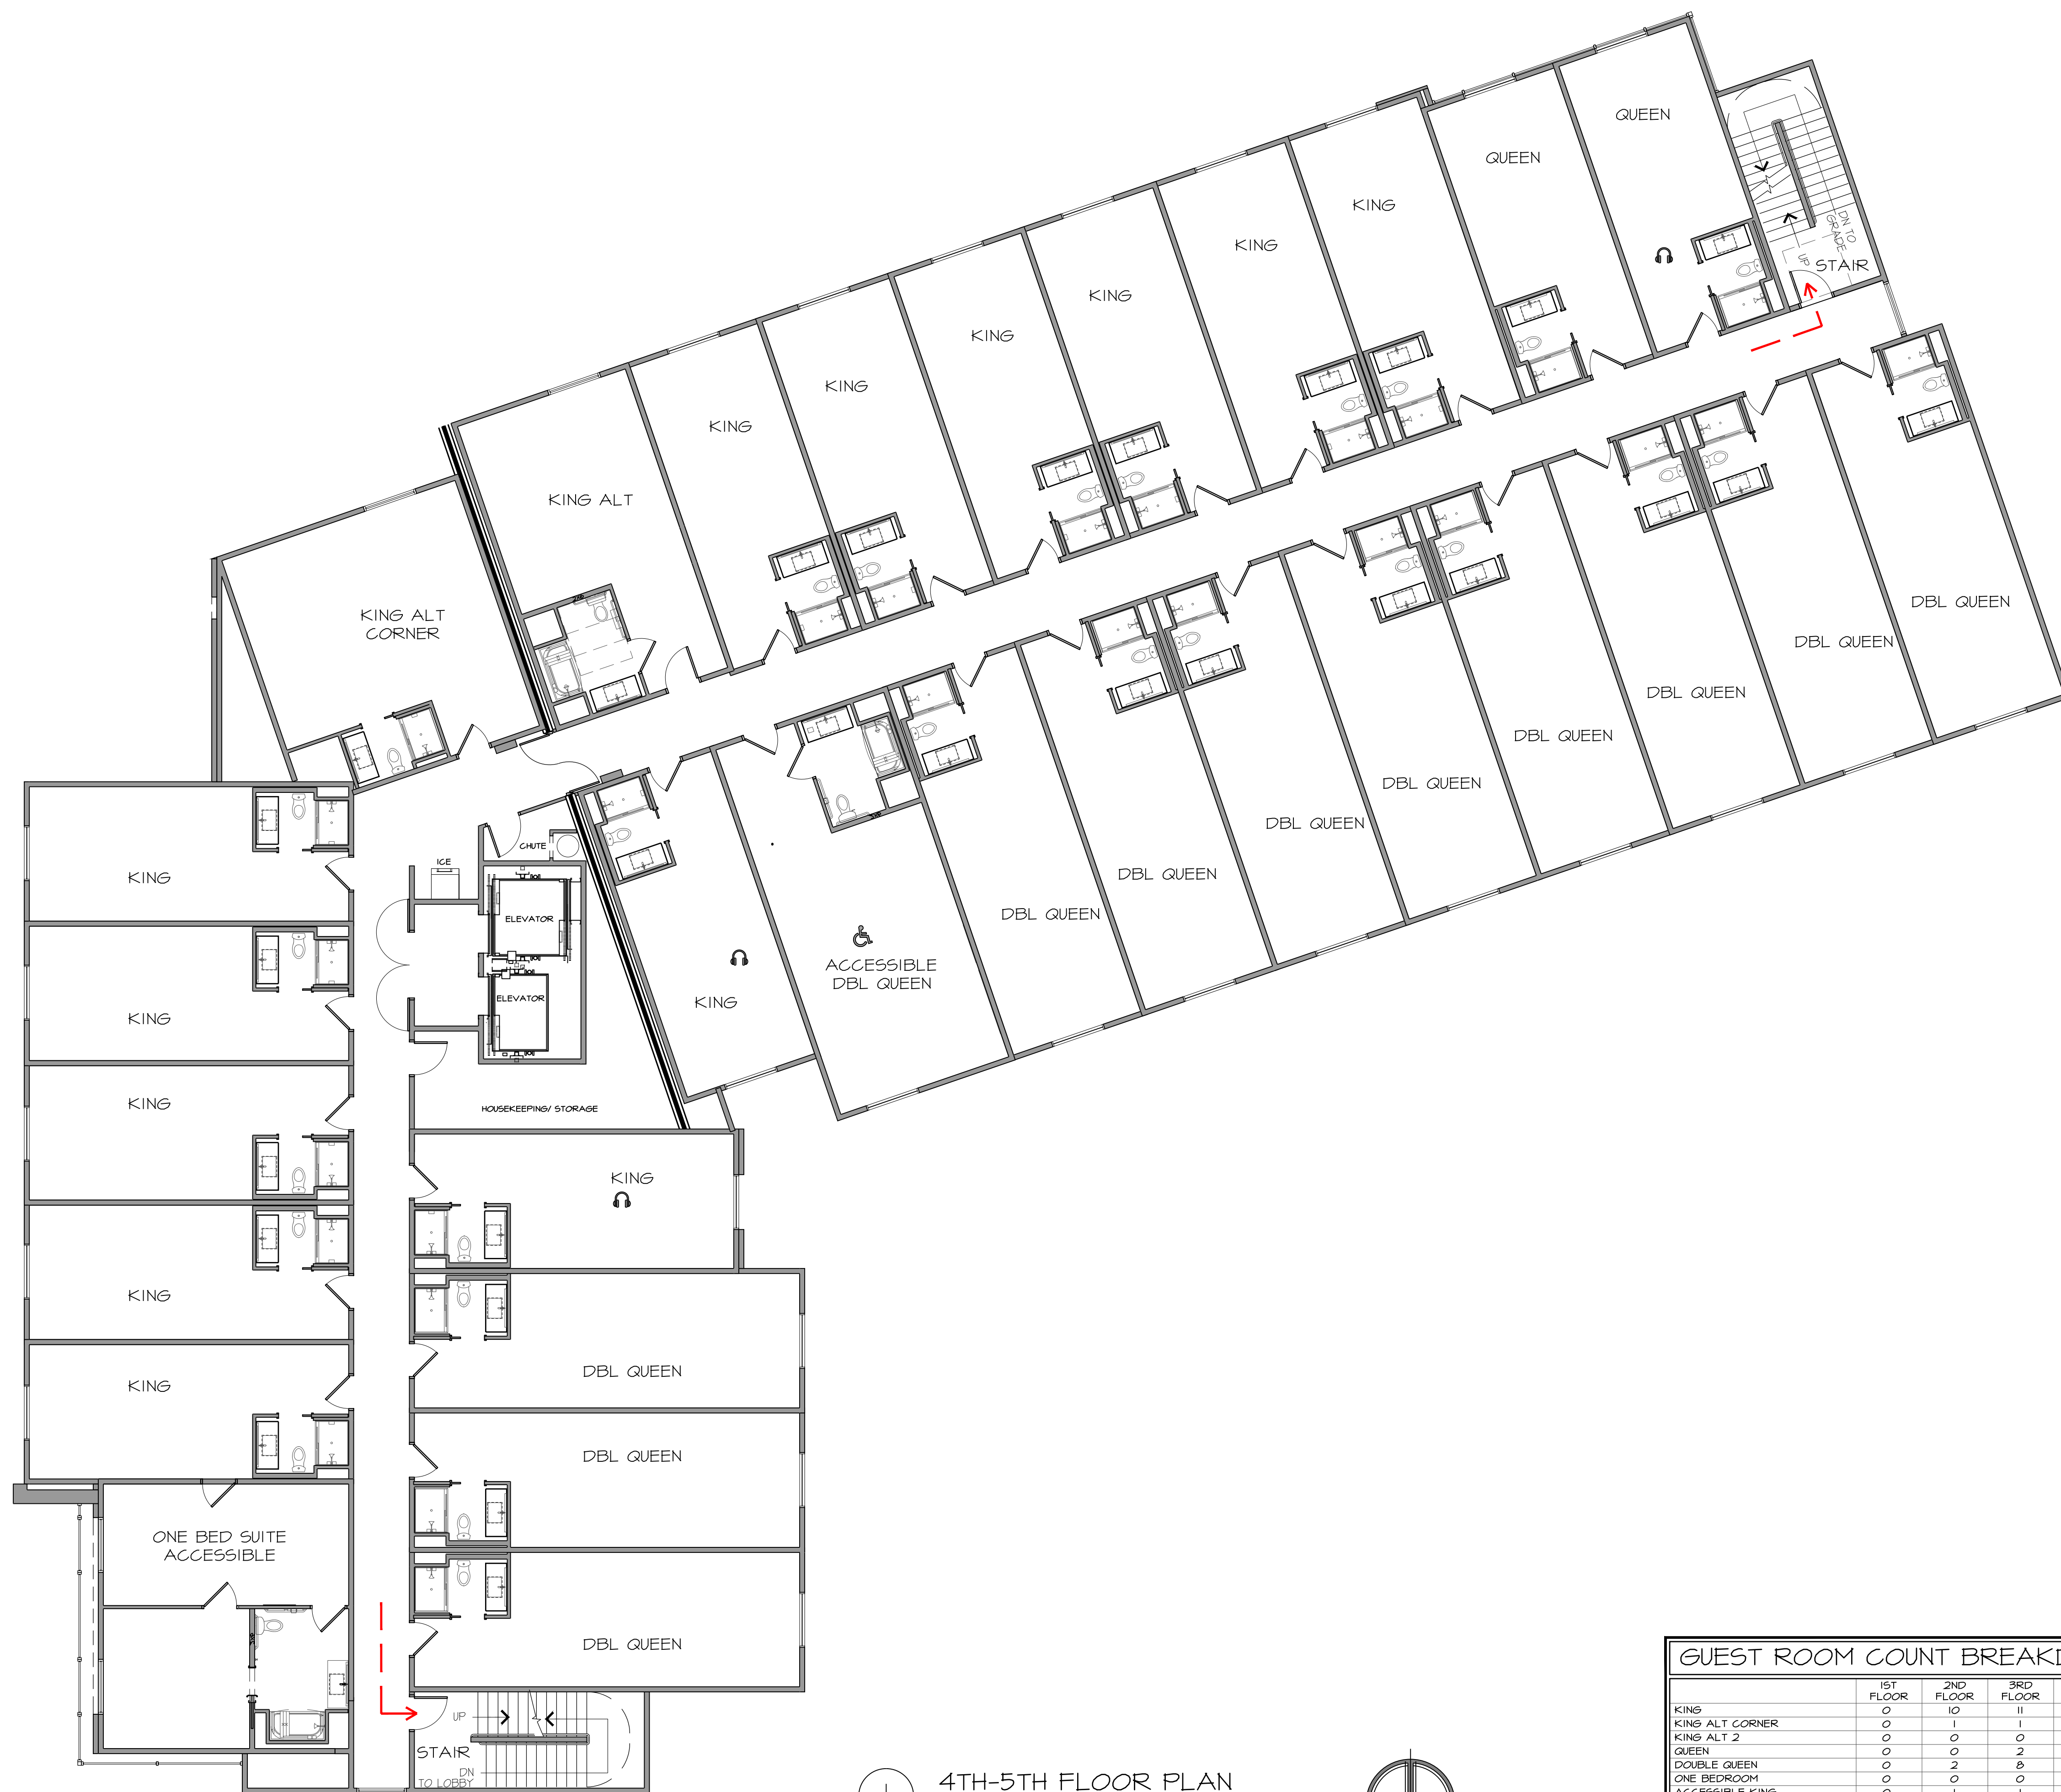 QUEEN
QUEEN
KING
KING
KING
KING
KING
KING
KING ALT
KING ALT
CORNER
DN TO
GRADE
UP
STAIR
DBL QUEEN
DBL QUEEN
DBL QUEEN
DBL QUEEN
DBL QUEEN
DBL QUEEN
DBL QUEEN
DBL QUEEN
ACCESSIBLE
DBL QUEEN
KING
CHUTE
ICE
ELEVATOR
ELEVATOR
HOUSEKEEPING/ STORAGE
KING
KING
KING
KING
KING
KING
DBL QUEEN
DBL QUEEN
DBL QUEEN
ONE BED SUITE
ACCESSIBLE
UP
STAIR
DN
TO LOBBY
4TH-5TH FLOOR PLAN
GUEST ROOM COUNT
1ST FLOOR 2ND FLOOR 3RD FLOOR
KING 0 10 11
KING ALT CORNER 0 1 1
KING ALT 2 0 0 0
QUEEN 0 0 2
DOUBLE QUEEN 0 2 8
ONE BEDROOM 0 0 0
ACCESSIBLE KING 0 1 1